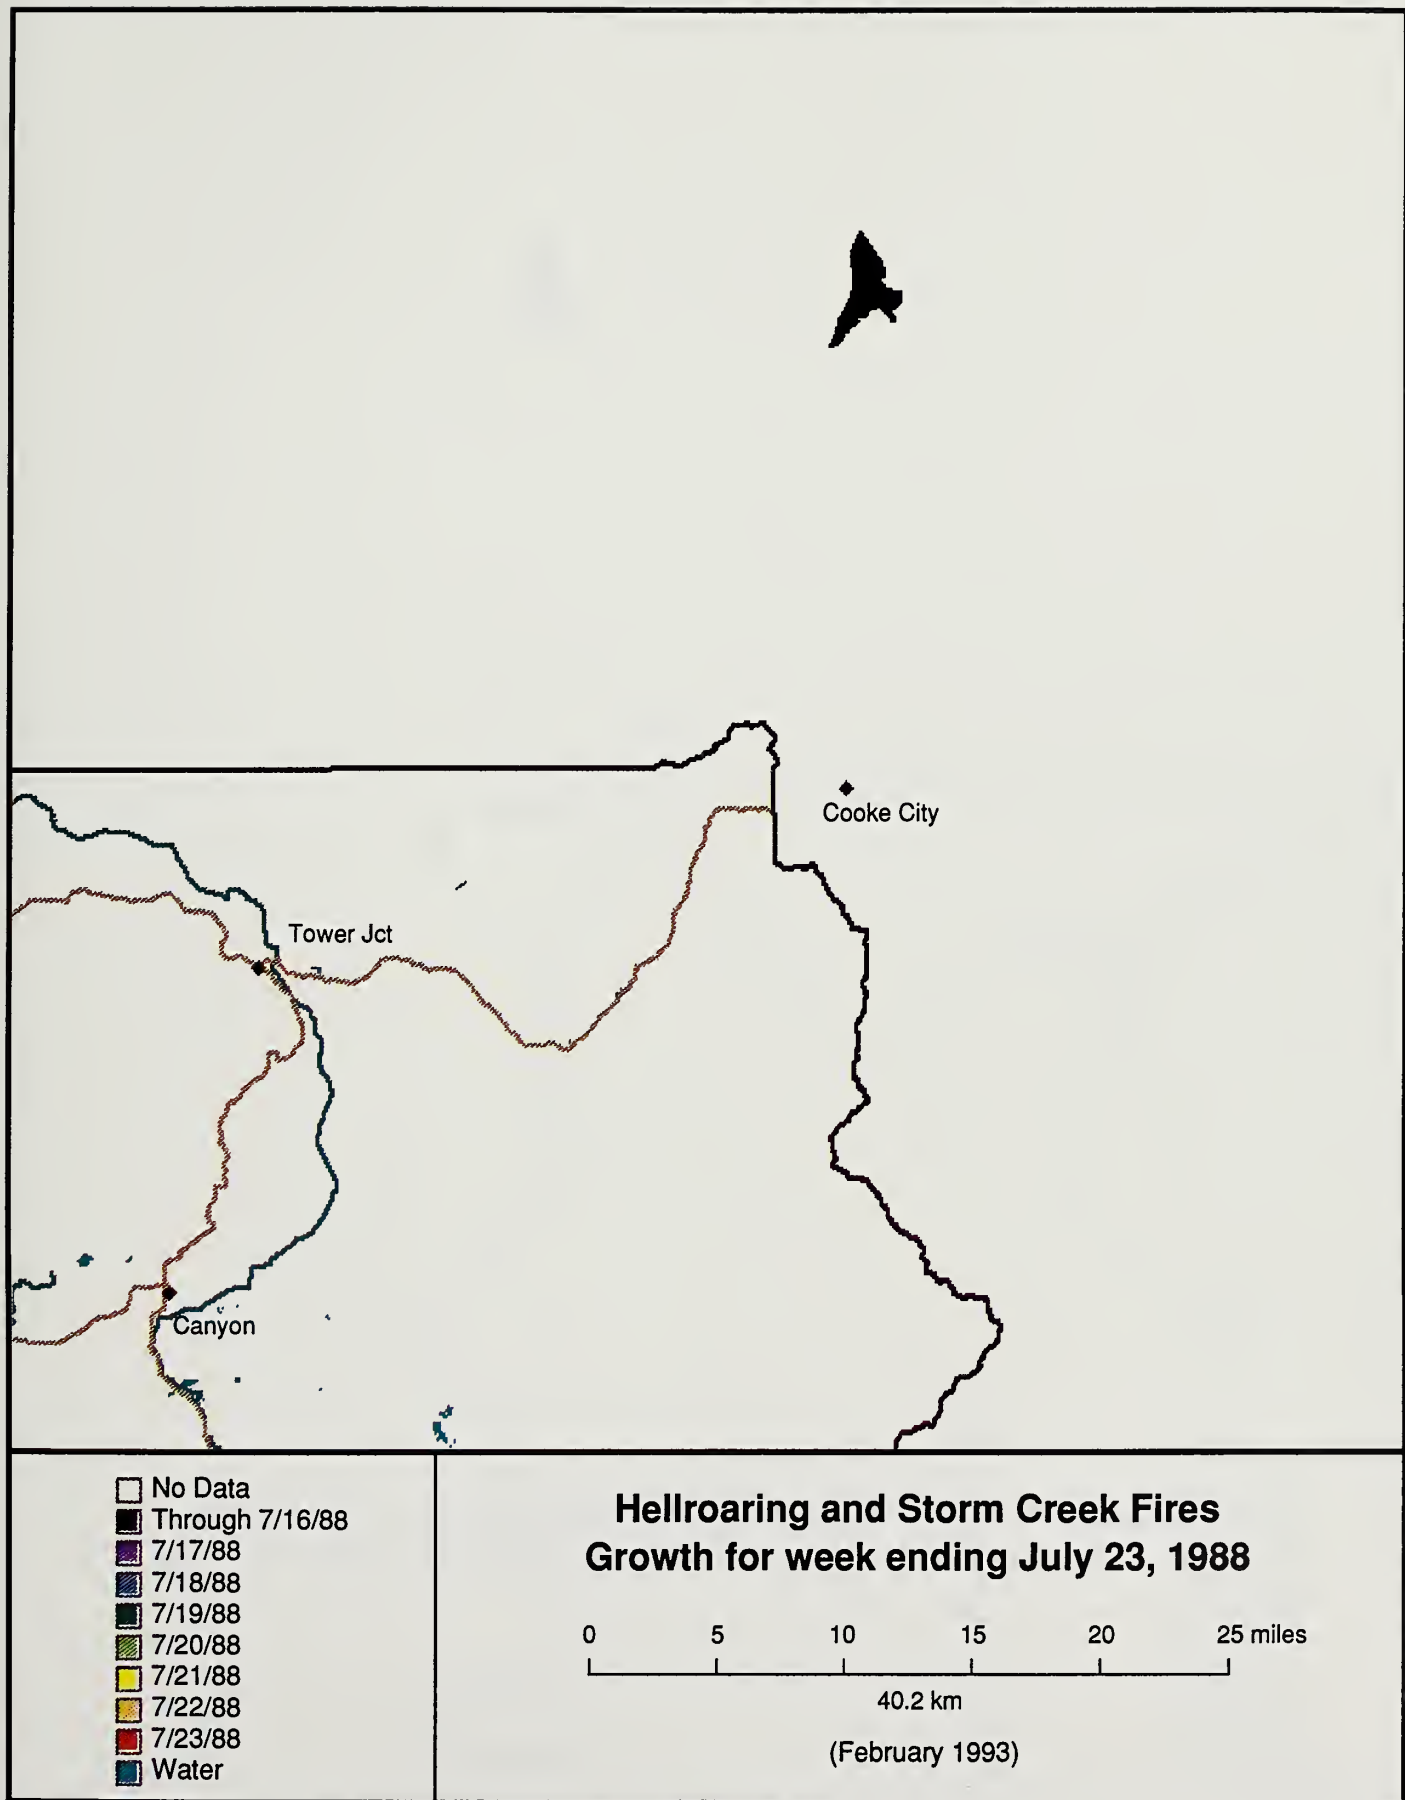 Cooke City
Tower Jct
Canyon
No Data
Through 7/16/88
7/17/88
7/18/88
7/19/88
7/20/88
7/21/88
7/22/88
7/23/88
Water
Hellroaring and Storm Creek Fires
Growth for week ending July 23, 1988
0 5 10 15 20 25 miles
40.2 km
(February 1993)